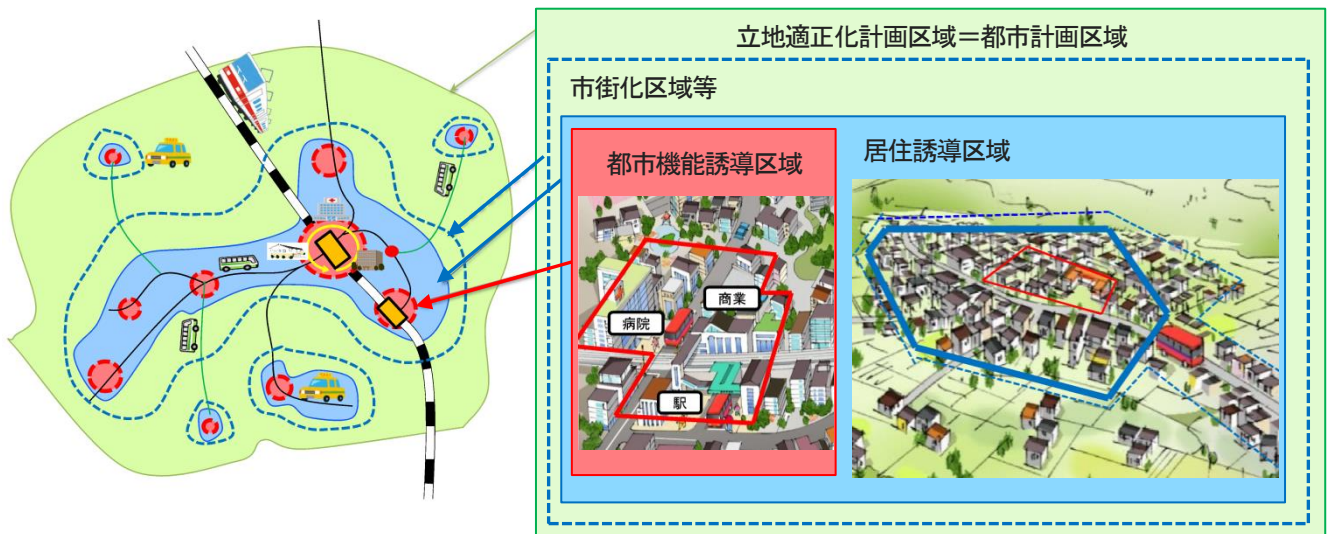 立地適正化計画区域＝都市計画区域
市街化区域等
都市機能誘導区域
居住誘導区域
商業
病院
駅